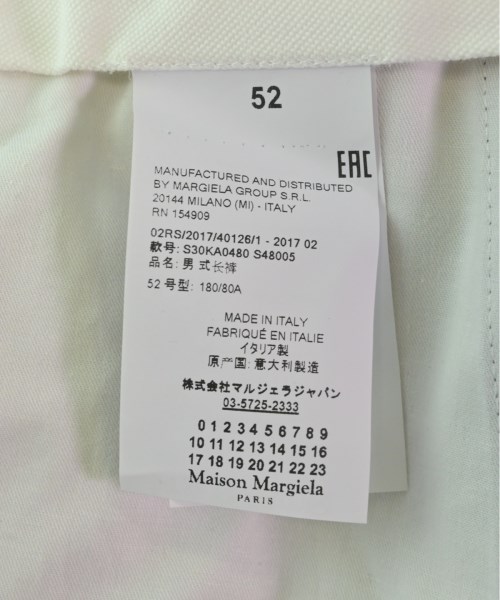 52
EAC
MANUFACTURED AND DISTRIBUTED
BY MARGIELA GROUP S.R.L.
20144 MILANO (MI) - ITALY
RN 154909
02RS/2017/40126/1 - 2017 02
款号: S30KA0480 S48005
品名: 男 式长裤
52 号型: 180/80A
MADE IN ITALY
FABRIQUÉ EN ITALIE
イタリア製
原产国: 意大利製造
株式会社マルジェラジャパン
03-5725-2333
0 1 2 3 4 5 6 7 8 9
10 11 12 13 14 15 16
17 18 19 20 21 22 23
Maison Margiela
PARIS